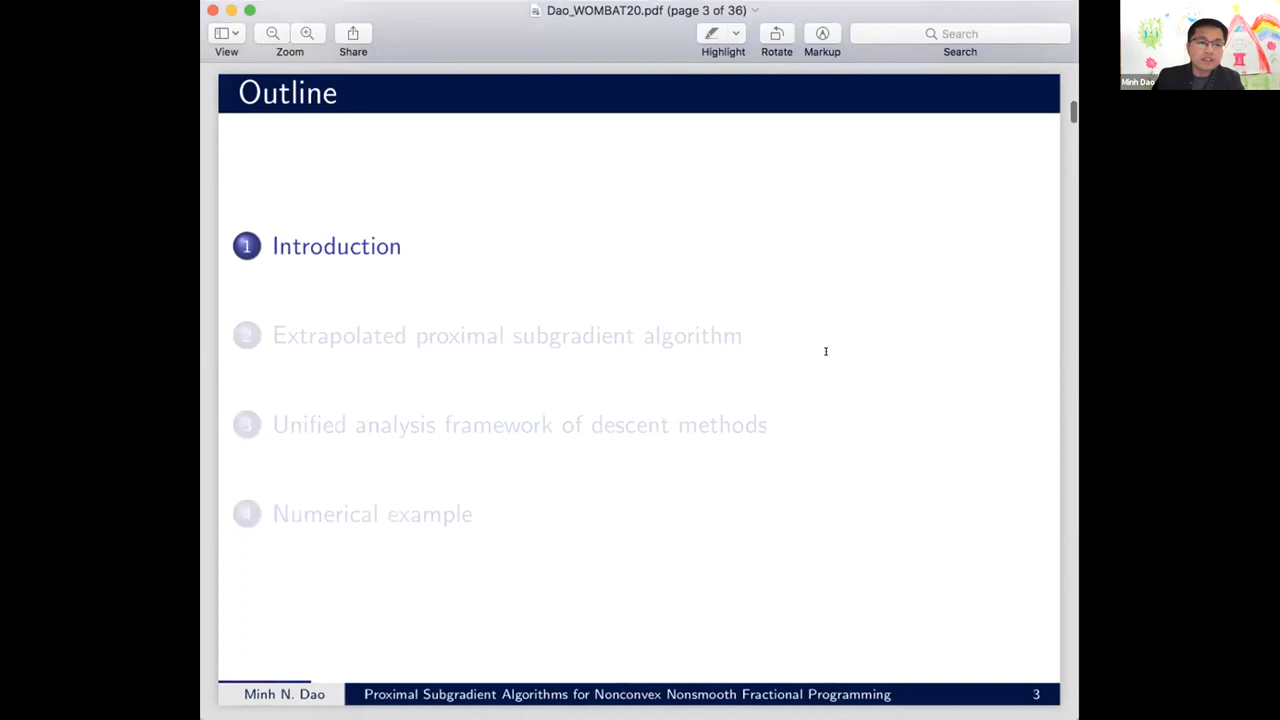 Dao_WOMBAT20.pdf (page 3 of 36)
View
Zoom
Share
Highlight
Rotate
Markup
Search
Search
Minh Dao
Outline
1 Introduction
2 Extrapolated proximal subgradient algorithm
3 Unified analysis framework of descent methods
4 Numerical example
Minh N. Dao
Proximal Subgradient Algorithms for Nonconvex Nonsmooth Fractional Programming
3